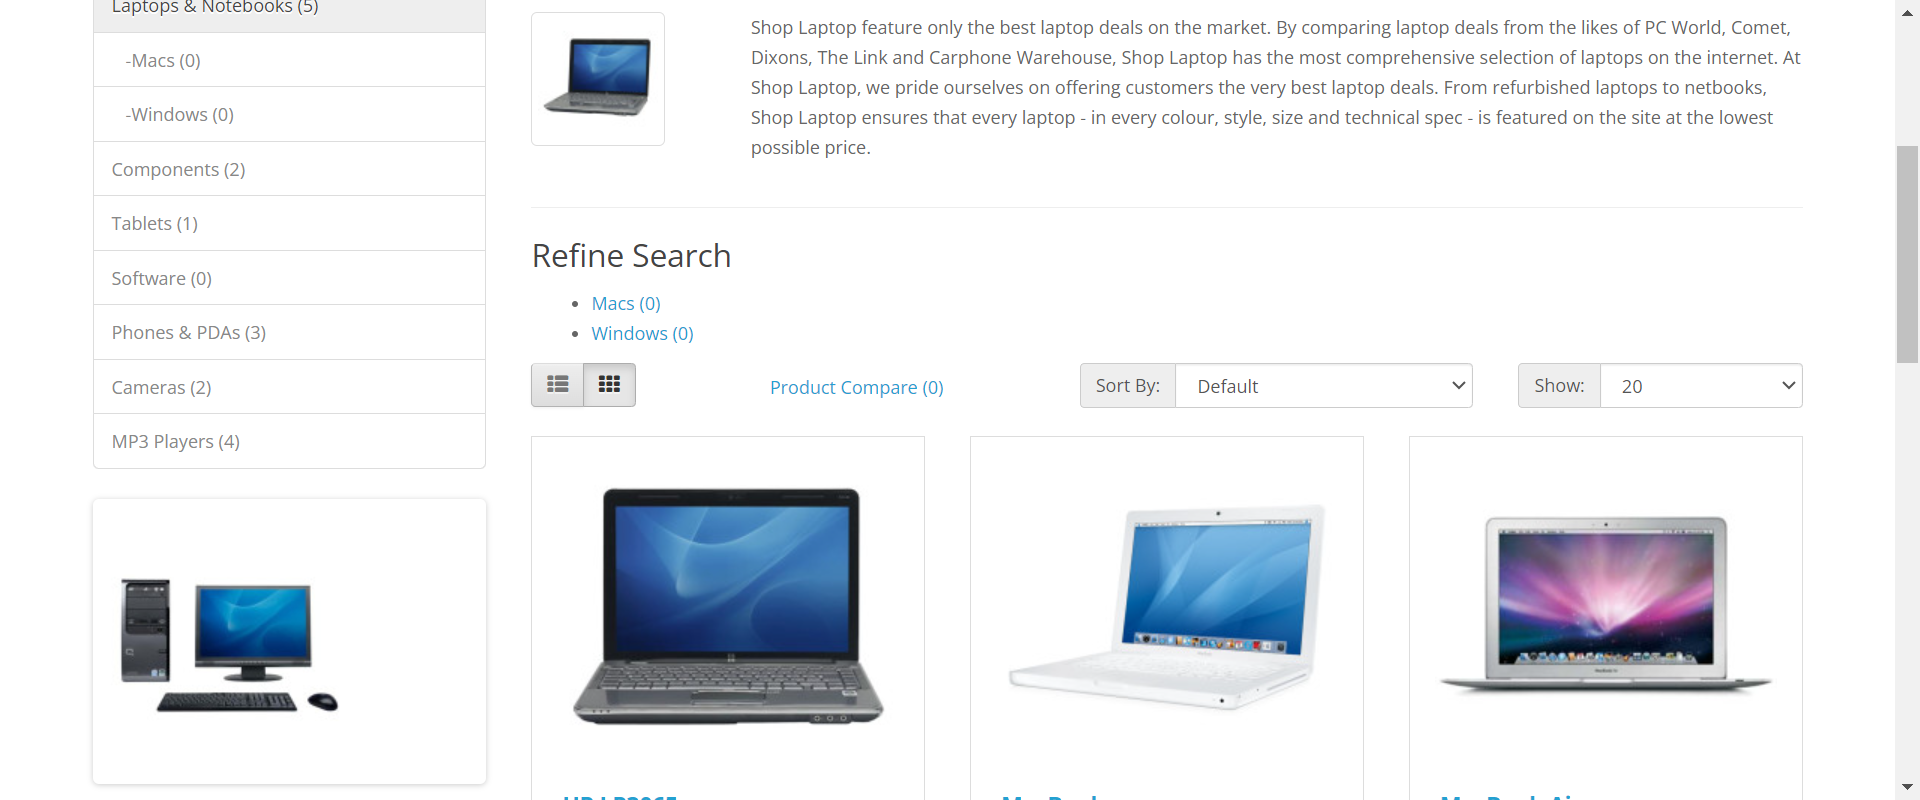 Laptops & Notebooks (5)
-Macs (0)
-Windows (0)
Components (2)
Tablets (1)
Software (0)
Phones & PDAs (3)
Cameras (2)
MP3 Players (4)
Shop Laptop feature only the best laptop deals on the market. By comparing laptop deals from the likes of PC World, Comet,
Dixons, The Link and Carphone Warehouse, Shop Laptop has the most comprehensive selection of laptops on the internet. At
Shop Laptop, we pride ourselves on offering customers the very best laptop deals. From refurbished laptops to netbooks,
Shop Laptop ensures that every laptop - in every colour, style, size and technical spec - is featured on the site at the lowest
possible price.
Refine Search
Macs (0)
Windows (0)
Product Compare (0)
Sort By: Default
Show: 20